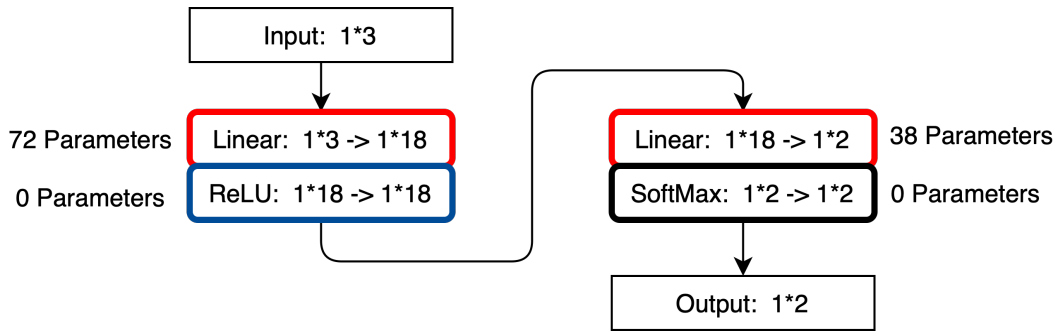 Input: 1*3
72 Parameters
Linear: 1*3 -> 1*18
0 Parameters
ReLU: 1*18 -> 1*18
Linear: 1*18 -> 1*2
38 Parameters
SoftMax: 1*2 -> 1*2
0 Parameters
Output: 1*2